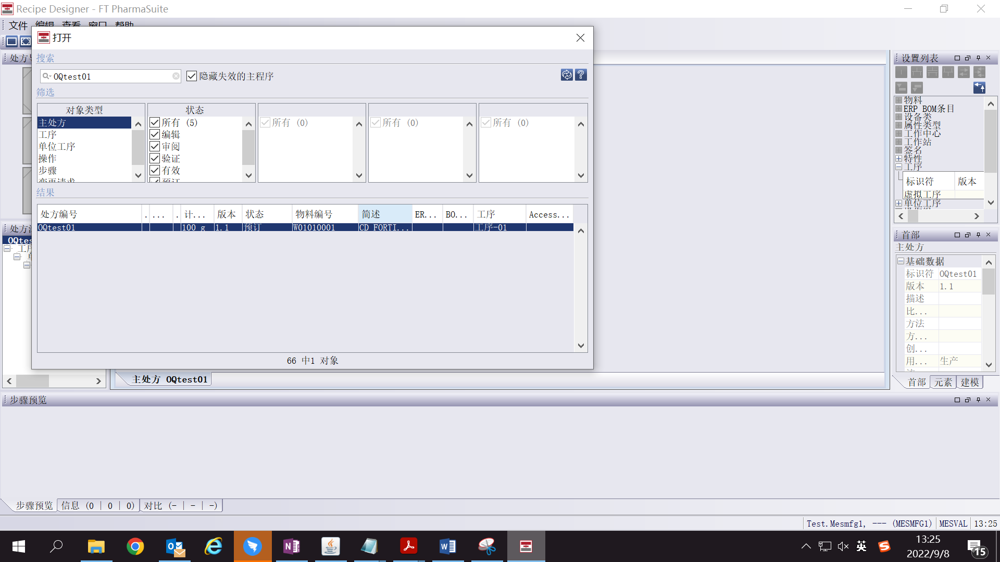 Recipe Designer - FT PharmaSuite
文件 编辑 查看 窗口 帮助
打开
搜索
OQtest01
隐藏失效的主程序
筛选
对象类型
主处方
工序
单位工序
操作
步骤
变更请求
状态
所有 (5)
编辑
审阅
验证
有效
预订
所有 (0)
所有 (0)
所有 (0)
结果
处方编号 . ... . 计... 版本 状态 物料编号 简述 ER... BO... 工序 Access...
OQtest01 100 g 1.1 预订 W01010001 CD FORTI... 工序-01
66 中1 对象
处方
处方
OQtes
工
主处方 OQtest01
设置列表
物料
ERP BOM条目
设备类
属性类型
工作中心
工作站
签名
特性
工序
标识符 版本
虚拟工序
单位工序
首部
主处方
基础数据
标识符 OQtest01
版本 1.1
描述
比...
方法
方...
创...
用... 生产
首部 元素 建模
步骤预览
步骤预览 信息 (0 | 0 | 0) 对比 (- | - | -)
Test.Mesmfg1, --- (MESMFG1) MESVAL 13:25
英
13:25
2022/9/8
15